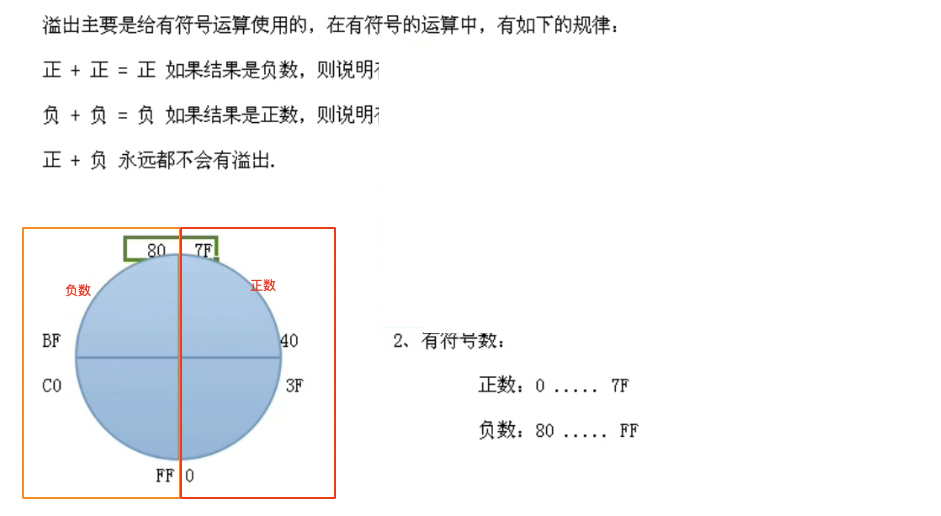 溢出主要是给有符号运算使用的，在有符号的运算中，有如下的规律：
正 + 正 = 正 如果结果是负数，则说明
负 + 负 = 负 如果结果是正数，则说明
正 + 负 永远都不会有溢出.
80 7F
负数 正数
BF 40
C0 3F
FF 0
2、有符号数：
正数：0 ..... 7F
负数：80 ..... FF